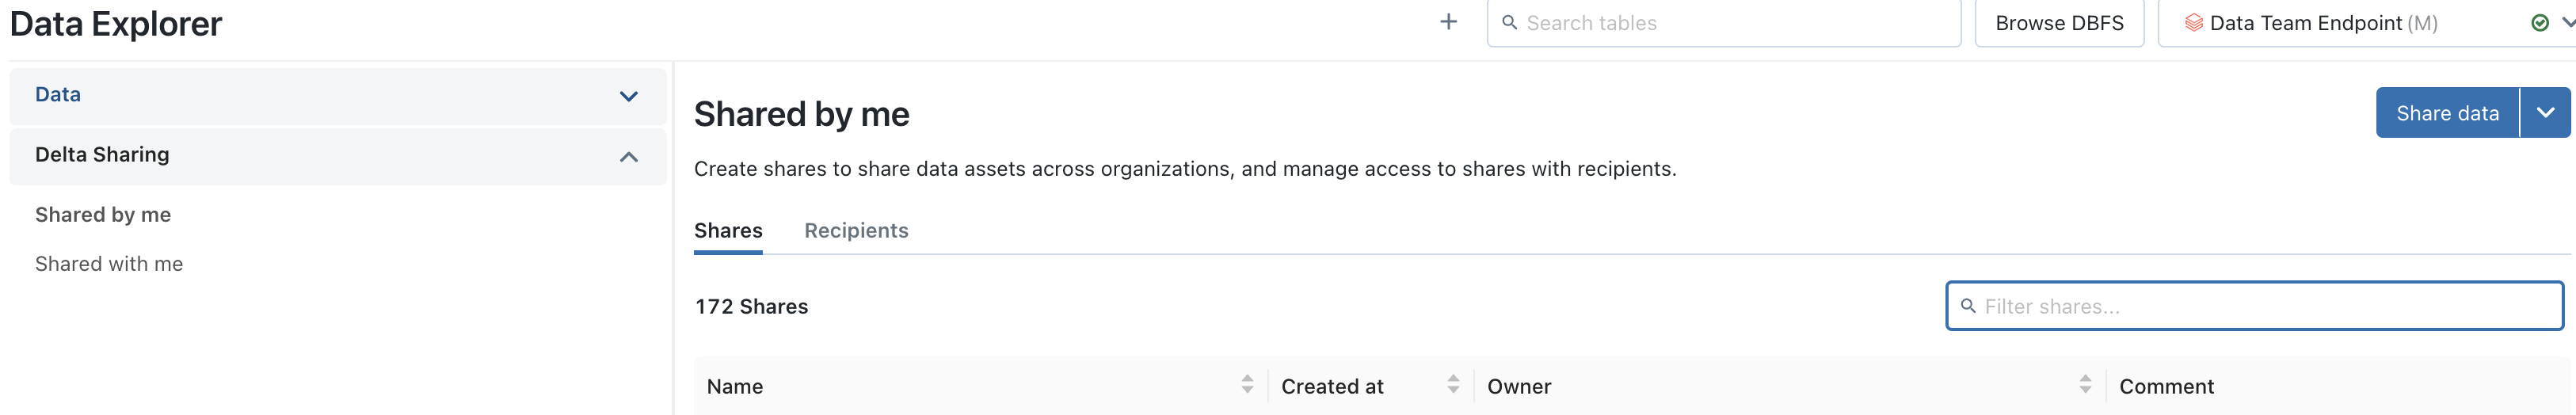 Data Explorer
Search tables
Browse DBFS
Data Team Endpoint (M)
Data
Delta Sharing
Shared by me
Shared with me
Shared by me
Share data
Create shares to share data assets across organizations, and manage access to shares with recipients.
Shares
Recipients
172 Shares
Filter shares...
Name
Created at
Owner
Comment